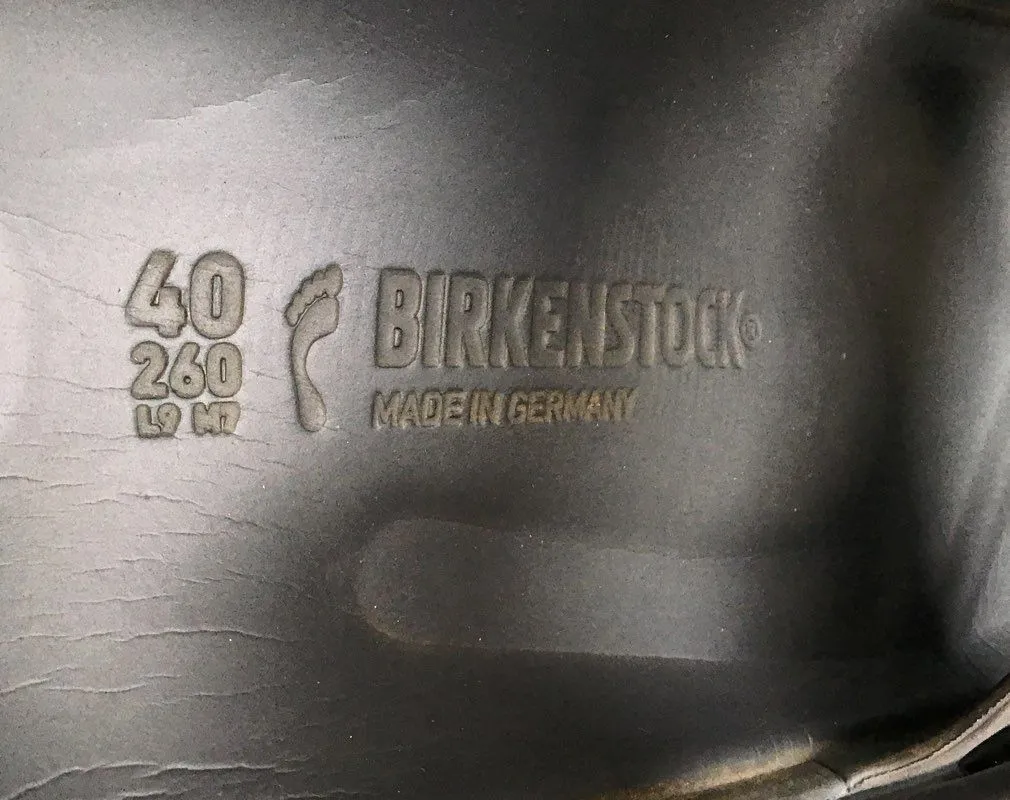 40
260
L9 M7
BIRKENSTOCK®
MADE IN GERMANY